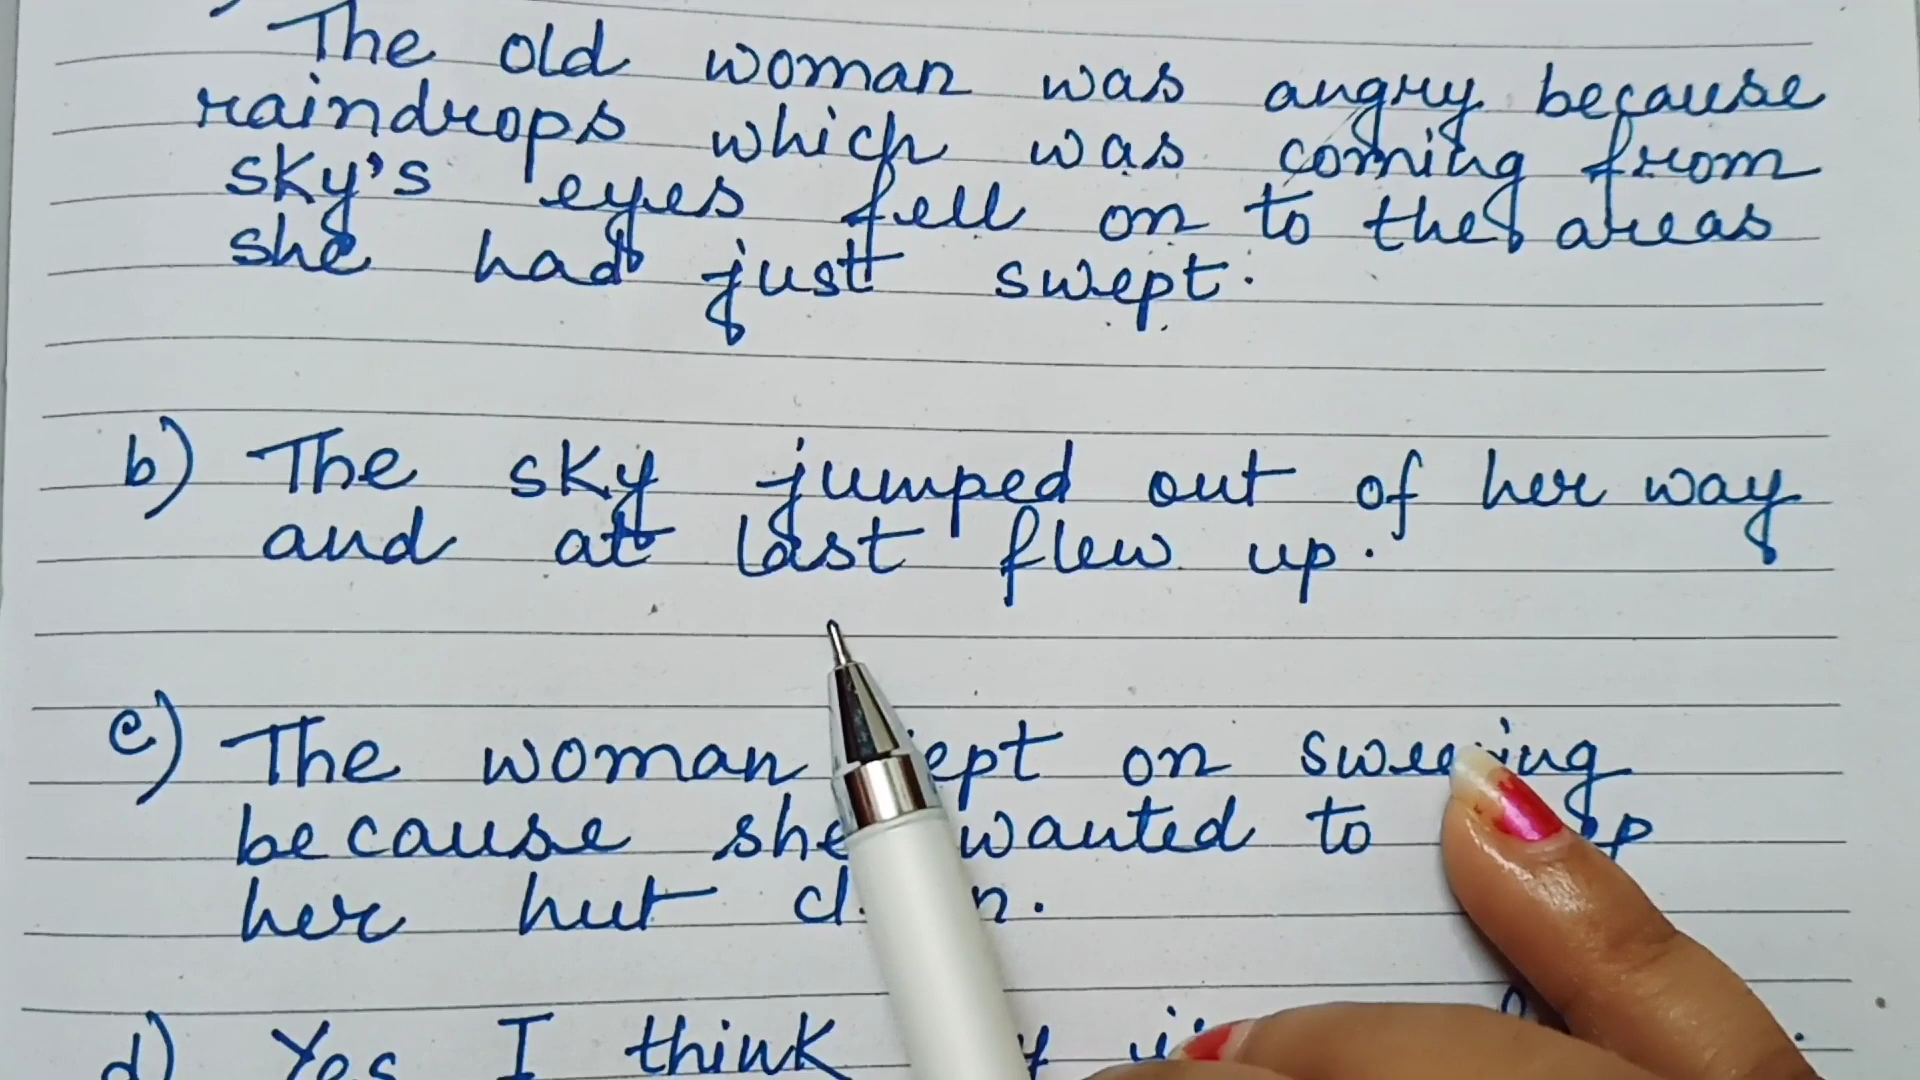 The old woman was angry because
raindrops which was coming from
sky's eyes fell on to the areas
she had just swept.
b) The sky jumped out of her way
and at last flew up.
c) The woman on
because she wanted to
her hut
d) Yes I think